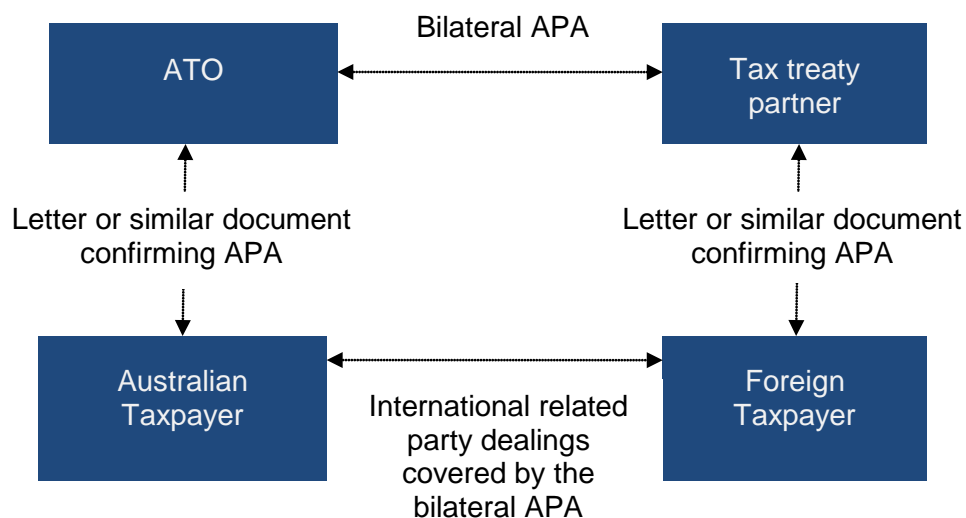 Bilateral APA
ATO
Tax treaty
partner
Letter or similar document
confirming APA
Letter or similar document
confirming APA
Australian
Taxpayer
Foreign
Taxpayer
International related
party dealings
covered by the
bilateral APA